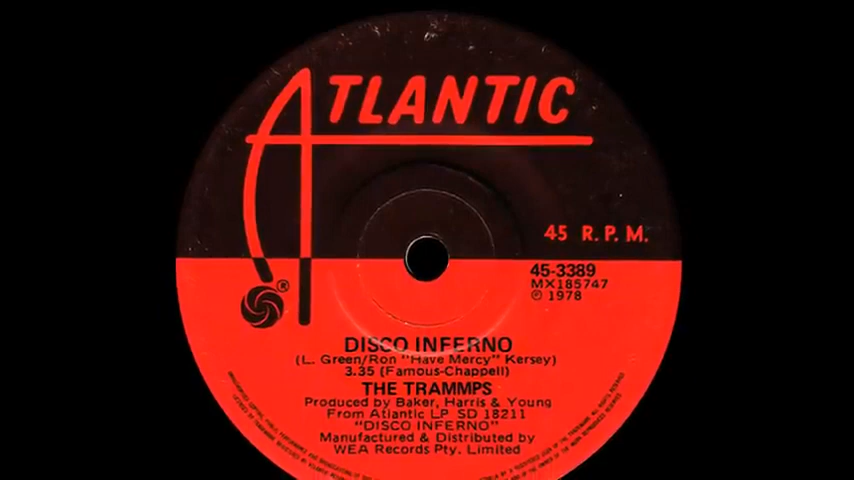 ATLANTIC
45 R.P.M.
45-3389
MX185747
℗ 1978
®
DISCO INFERNO
(L. Green/Ron "Have Mercy" Kersey)
3.35 (Famous-Chappell)
THE TRAMMPS
Produced by Baker, Harris & Young
From Atlantic LP SD 18211
"DISCO INFERNO"
Manufactured & Distributed by
WEA Records Pty. Limited